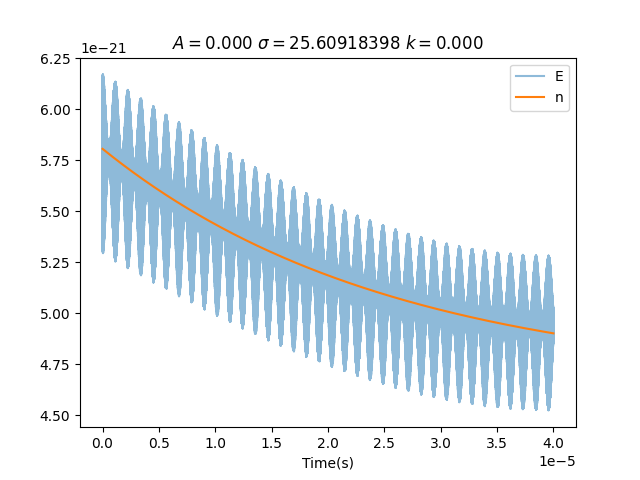 A = 0.000 σ = 25.60918398 k = 0.000
1e−21
6.25
6.00
5.75
5.50
5.25
5.00
4.75
4.50
E
n
0.0 0.5 1.0 1.5 2.0 2.5 3.0 3.5 4.0
1e−5
Time(s)